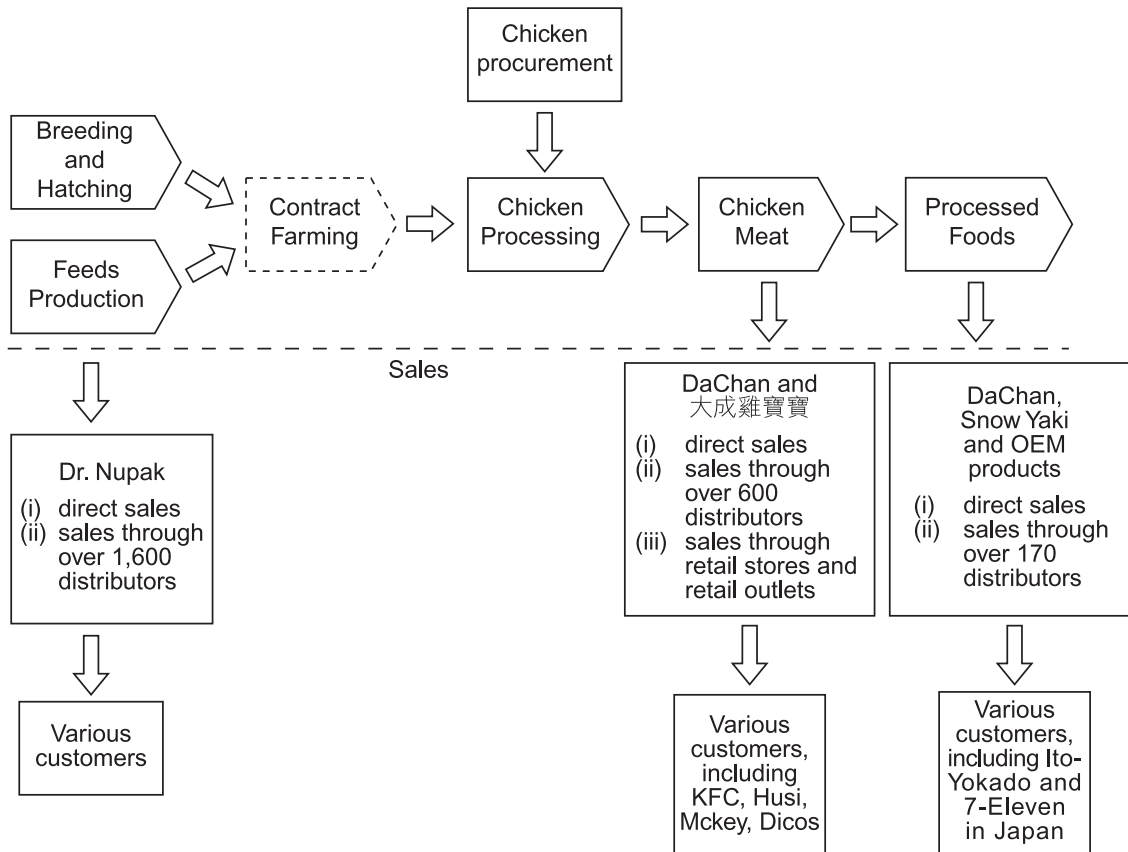 Chicken
procurement
Breeding
and
Hatching
Feeds
Production
Contract
Farming
Chicken
Processing
Chicken
Meat
Processed
Foods
Sales
Dr. Nupak
(i) direct sales
(ii) sales through
over 1,600
distributors
DaChan and
大成雞寶寶
(i) direct sales
(ii) sales through
over 600
distributors
(iii) sales through
retail stores and
retail outlets
DaChan,
Snow Yaki
and OEM
products
(i) direct sales
(ii) sales through
over 170
distributors
Various
customers
Various
customers,
including
KFC, Husi,
Mckey, Dicos
Various
customers,
including Ito-
Yokado and
7-Eleven
in Japan